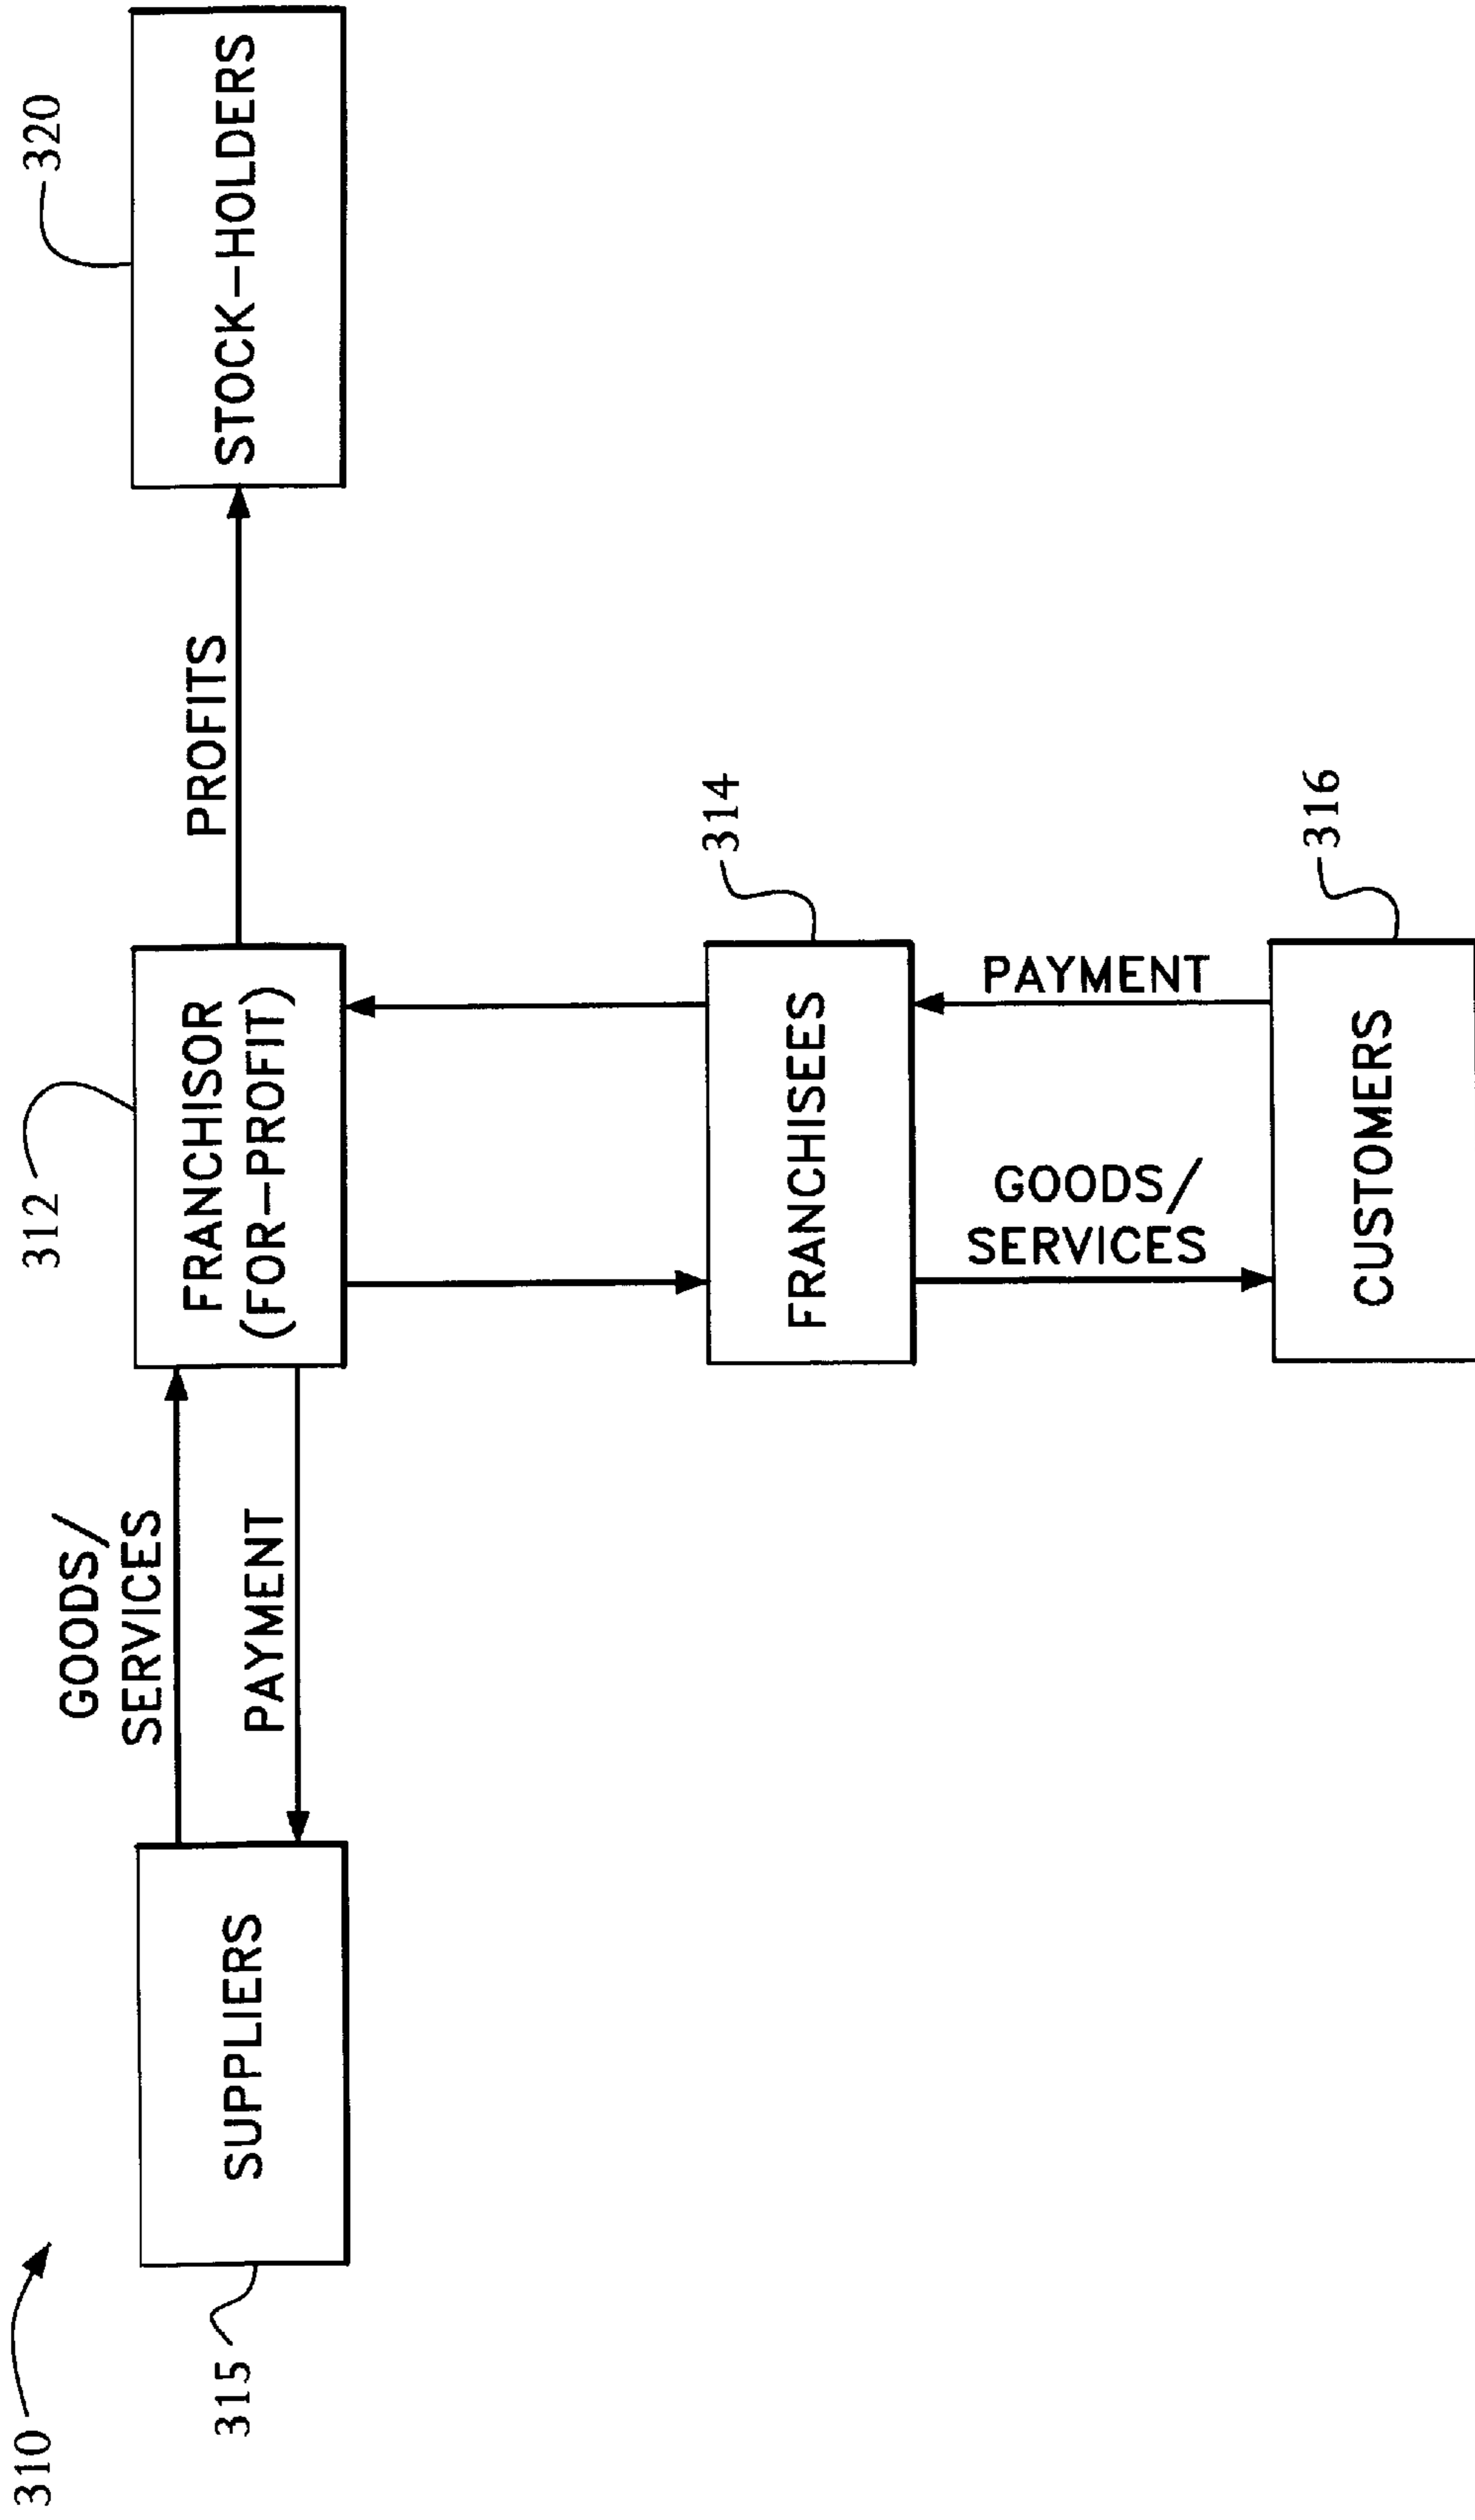 310
315
SUPPLIERS
GOODS/
SERVICES
PAYMENT
312
FRANCHISOR
(FOR-PROFIT)
PROFITS
320
STOCK-HOLDERS
314
FRANCHISEES
GOODS/
SERVICES
PAYMENT
316
CUSTOMERS